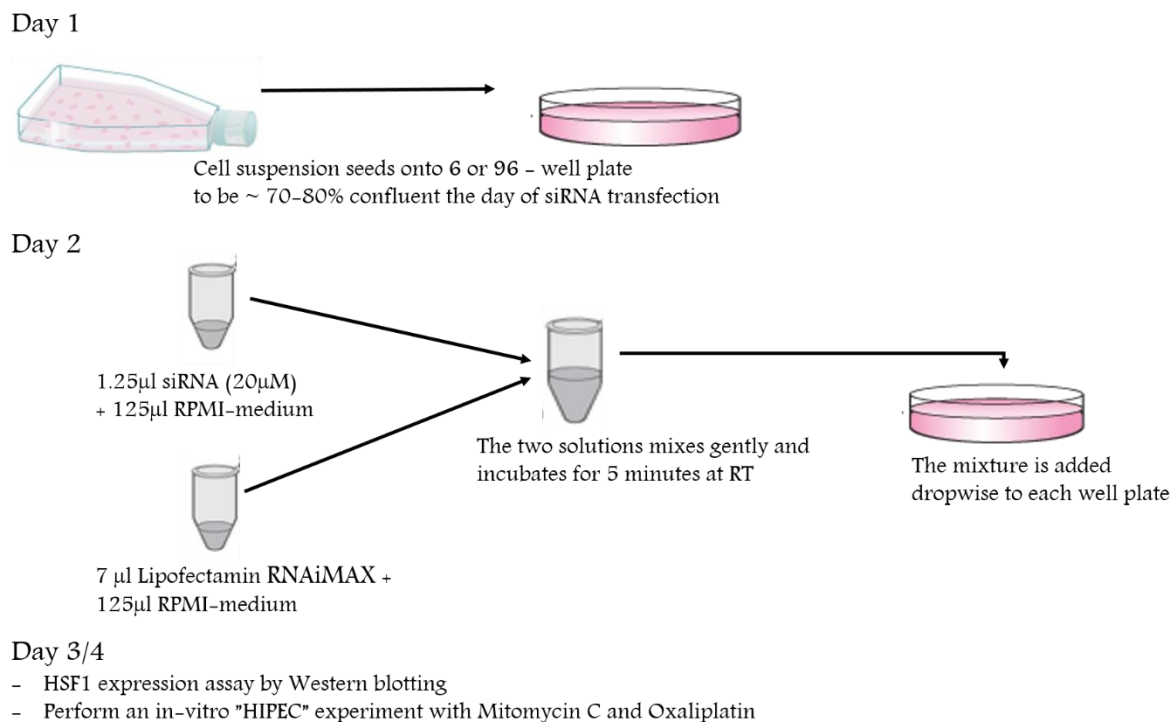 Day 1
Cell suspension seeds onto 6 or 96 - well plate
to be ~ 70-80% confluent the day of siRNA transfection
Day 2
1.25µl siRNA (20µM)
+ 125µl RPMI-medium
The two solutions mixes gently and
incubates for 5 minutes at RT
The mixture is added
dropwise to each well plate
7 µl Lipofectamin RNAiMAX +
125µl RPMI-medium
Day 3/4
- HSF1 expression assay by Western blotting
- Perform an in-vitro "HIPEC" experiment with Mitomycin C and Oxaliplatin